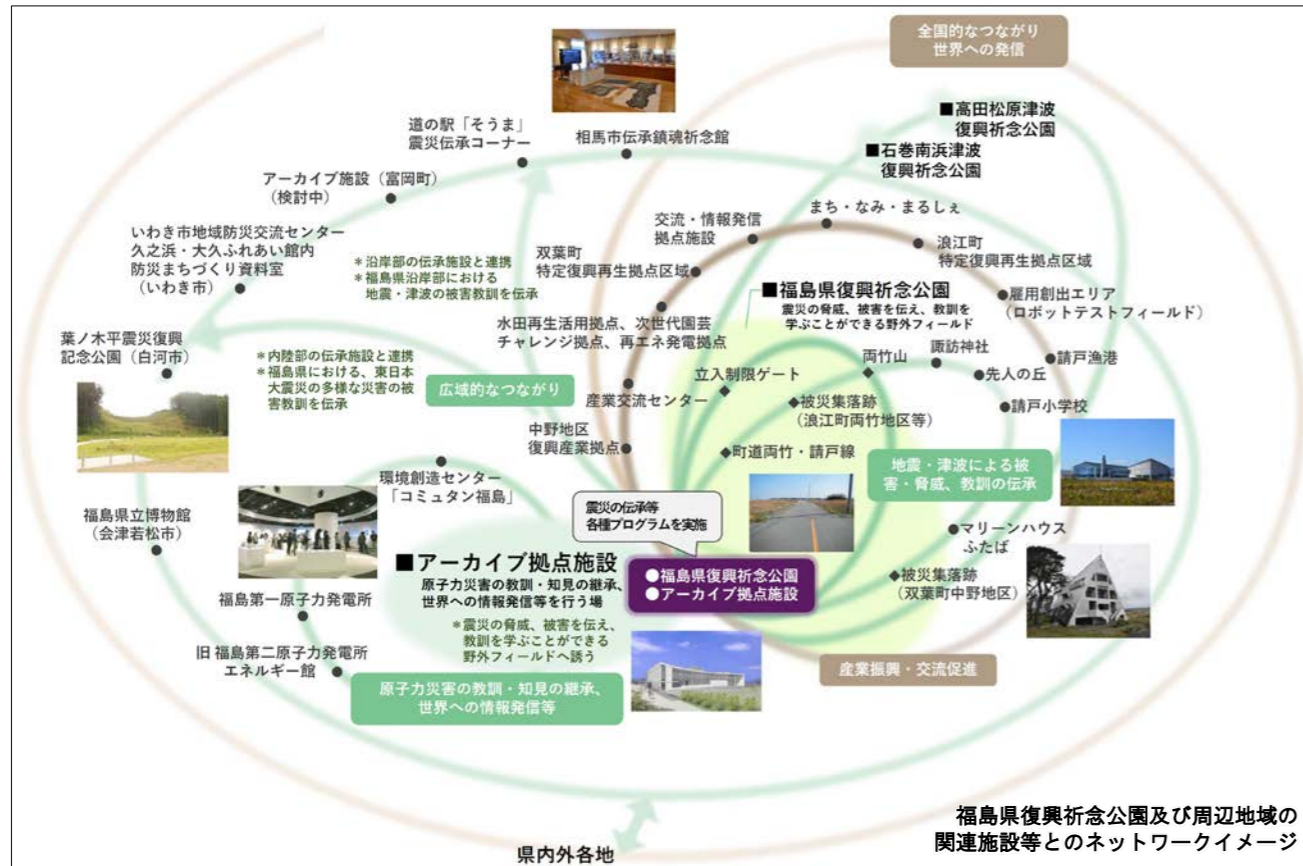 全国的なつながり
世界への発信
■高田松原津波
復興祈念公園
■石巻南浜津波
復興祈念公園
道の駅「そうま」
震災伝承コーナー
相馬市伝承鎮魂祈念館
アーカイブ施設（富岡町）
（検討中）
いわき市地域防災交流センター
久之浜・大久ふれあい館内
防災まちづくり資料室
（いわき市）
＊沿岸部の伝承施設と連携
＊福島県沿岸部における
地震・津波の被害教訓を伝承
交流・情報発信
拠点施設
まち・なみ・まるしぇ
双葉町
特定復興再生拠点区域
浪江町
特定復興再生拠点区域
■福島県復興祈念公園
震災の脅威、被害を伝え、教訓を
学ぶことができる野外フィールド
雇用創出エリア
（ロボットテストフィールド）
水田再生活用拠点、次世代園芸
チャレンジ拠点、再エネ発電拠点
葉ノ木平震災復興
記念公園（白河市）
＊内陸部の伝承施設と連携
＊福島県における、東日本
大震災の多様な災害の被
害教訓を伝承
広域的なつながり
産業交流センター
立入制限ゲート
両竹山
諏訪神社
請戸漁港
先人の丘
請戸小学校
◆被災集落跡
（浪江町両竹地区等）
中野地区
復興産業拠点
◆町道両竹・請戸線
地震・津波による被
害・脅威、教訓の伝承
環境創造センター
「コミュタン福島」
福島県立博物館
（会津若松市）
震災の伝承等
各種プログラムを実施
マリーンハウス
ふたば
■アーカイブ拠点施設
原子力災害の教訓・知見の継承、
世界への情報発信等を行う場
●福島県復興祈念公園
●アーカイブ拠点施設
◆被災集落跡
（双葉町中野地区）
福島第一原子力発電所
＊震災の脅威、被害を伝え、
教訓を学ぶことができる
野外フィールドへ誘う
旧 福島第二原子力発電所
エネルギー館
産業振興・交流促進
原子力災害の教訓・知見の継承、
世界への情報発信等
県内外各地
福島県復興祈念公園及び周辺地域の
関連施設等とのネットワークイメージ